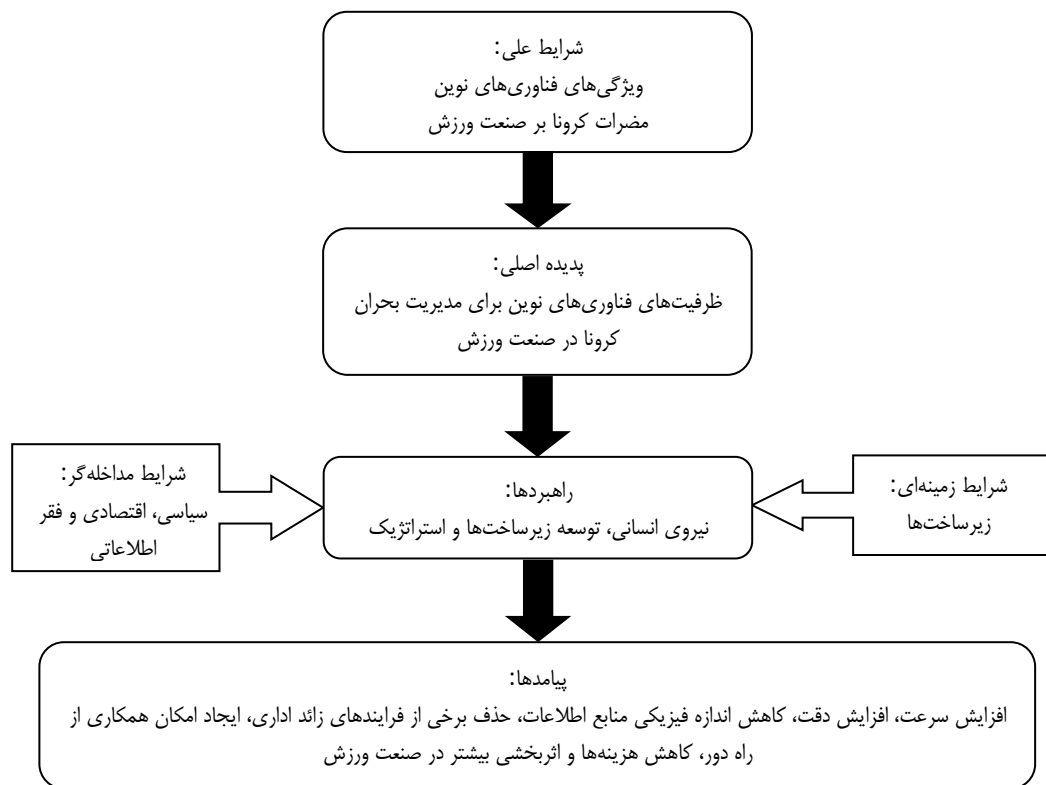 شرایط علی:
ویژگی‌های فناوری‌های نوین
مضرات کرونا بر صنعت ورزش
پدیده اصلی:
ظرفیت‌های فناوری‌های نوین برای مدیریت بحران
کرونا در صنعت ورزش
شرایط زمینه‌ای:
زیرساخت‌ها
راهبردها:
نیروی انسانی، توسعه زیرساخت‌ها و استراتژیک
شرایط مداخله‌گر:
سیاسی، اقتصادی و فقر
اطلاعاتی
پیامدها:
افزایش سرعت، افزایش دقت، کاهش اندازه فیزیکی منابع اطلاعات، حذف برخی از فرایندهای زائد اداری، ایجاد امکان همکاری از
راه دور، کاهش هزینه‌ها و اثربخشی بیشتر در صنعت ورزش